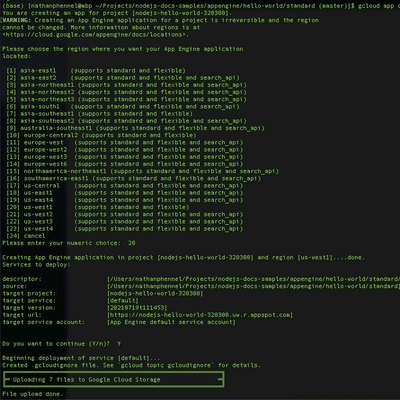 (base) [nathanphennel@mbp ~/Projects/nodejs-docs-samples/appengine/hello-world/standard (master)]$ gcloud app c
You are creating an app for project [nodejs-hello-world-320300].
WARNING: Creating an App Engine application for a project is irreversible and the region
cannot be changed. More information about regions is at
<https://cloud.google.com/appengine/docs/locations>.
Please choose the region where you want your App Engine application
located:
[1] asia-east1 (supports standard and flexible)
[2] asia-east2 (supports standard and flexible and search_api)
[3] asia-northeast1 (supports standard and flexible and search_api)
[4] asia-northeast2 (supports standard and flexible and search_api)
[5] asia-northeast3 (supports standard and flexible and search_api)
[6] asia-south1 (supports standard and flexible and search_api)
[7] asia-southeast1 (supports standard and flexible)
[8] asia-southeast2 (supports standard and flexible and search_api)
[9] australia-southeast1 (supports standard and flexible and search_api)
[10] europe-central2 (supports standard and flexible)
[11] europe-west (supports standard and flexible and search_api)
[12] europe-west2 (supports standard and flexible and search_api)
[13] europe-west3 (supports standard and flexible and search_api)
[14] europe-west6 (supports standard and flexible and search_api)
[15] northamerica-northeast1 (supports standard and flexible and search_api)
[16] southamerica-east1 (supports standard and flexible and search_api)
[17] us-central (supports standard and flexible and search_api)
[18] us-east1 (supports standard and flexible and search_api)
[19] us-east4 (supports standard and flexible and search_api)
[20] us-west1 (supports standard and flexible)
[21] us-west2 (supports standard and flexible and search_api)
[22] us-west3 (supports standard and flexible and search_api)
[23] us-west4 (supports standard and flexible and search_api)
[24] cancel
Please enter your numeric choice: 20
Creating App Engine application in project [nodejs-hello-world-320300] and region [us-west1]....done.
Services to deploy:
descriptor: [/Users/nathanphennel/Projects/nodejs-docs-samples/appengine/hello-world/standard/
source: [/Users/nathanphennel/Projects/nodejs-docs-samples/appengine/hello-world/standard]
target project: [nodejs-hello-world-320300]
target service: [default]
target version: [20210719t111453]
target url: [https://nodejs-hello-world-320300.uw.r.appspot.com]
target service account: [App Engine default service account]
Do you want to continue (Y/n)? Y
Beginning deployment of service [default]...
Created .gcloudignore file. See `gcloud topic gcloudignore` for details.
Uploading 7 files to Google Cloud Storage
File upload done.